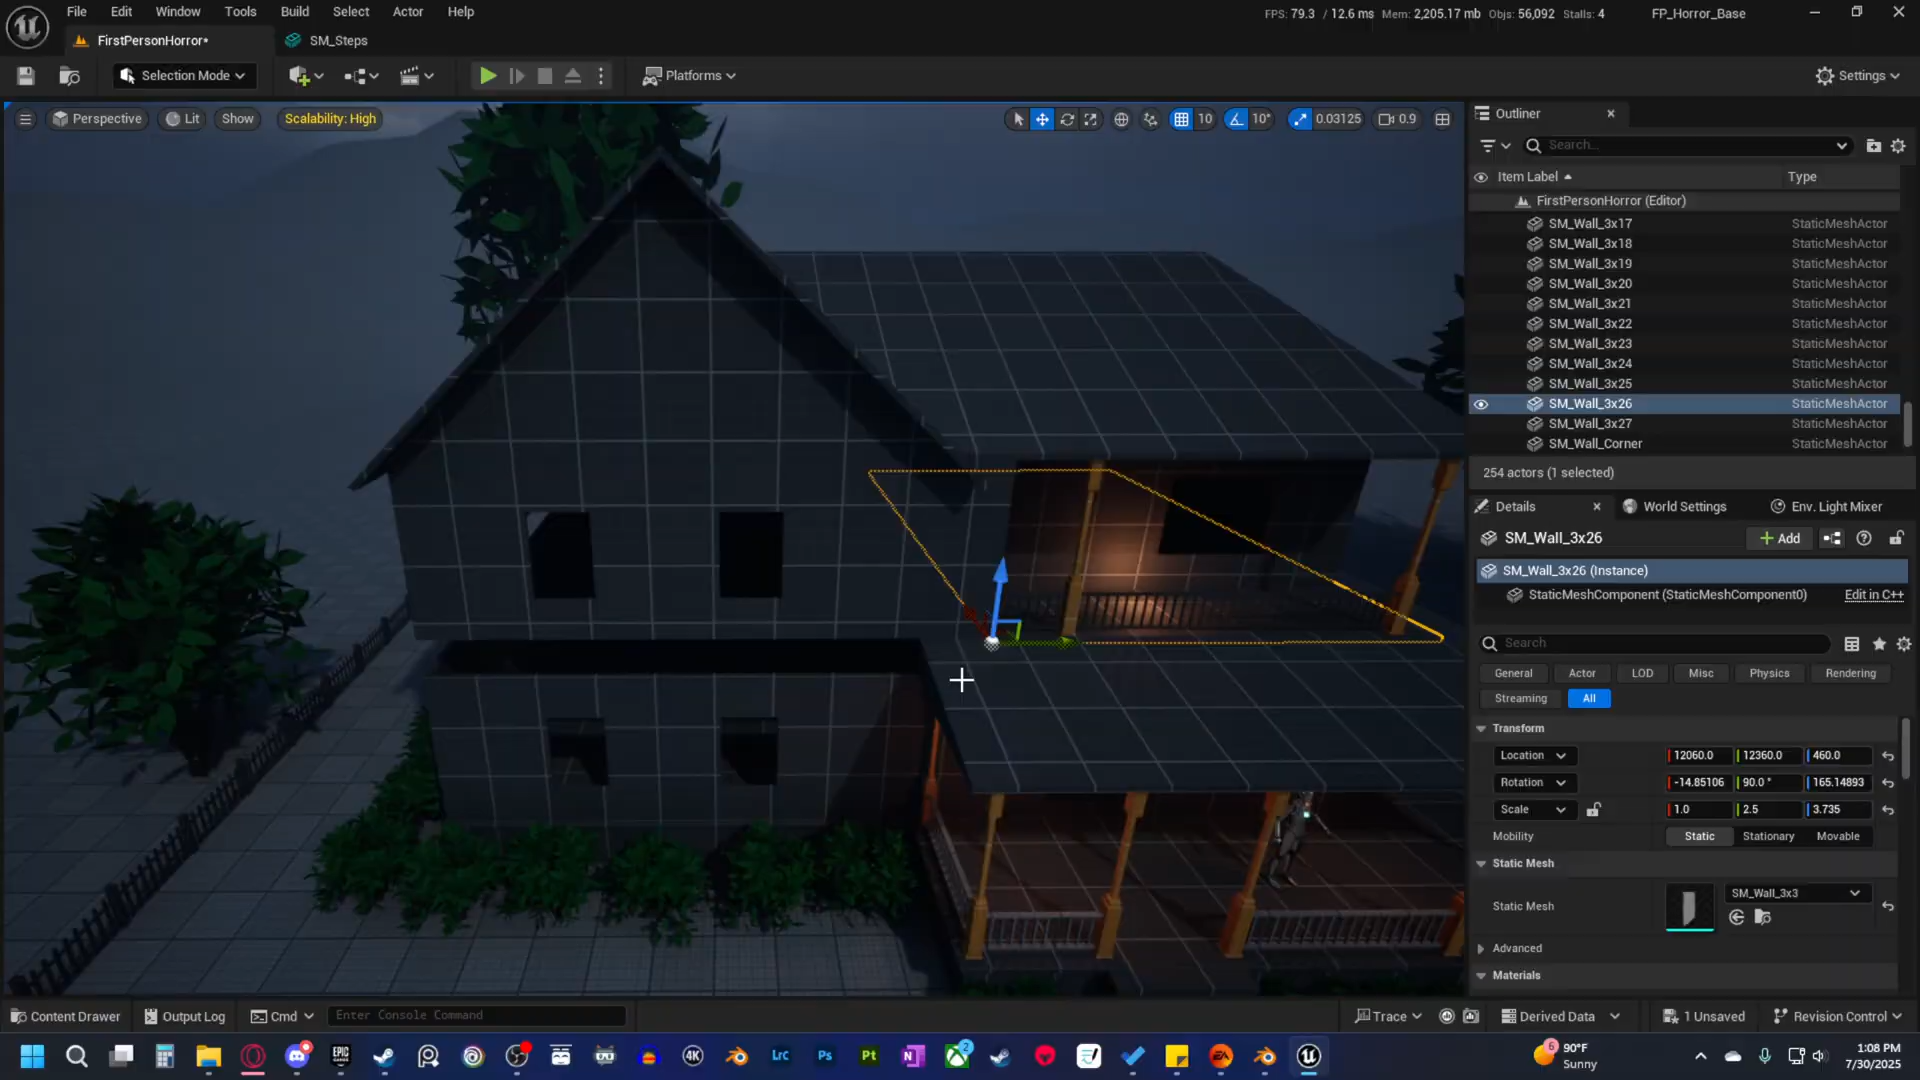 File Edit Window Tools Build Select Actor Help
FPS: 79.3 / 12.6 ms Mem: 2,205.17 mb Objs: 56,092 Stalls: 4
FP_Horror_Base
FirstPersonHorror*
SM_Steps
Selection Mode
Platforms
Settings
Perspective
Lit
Show
Scalability: High
10
10°
0.03125
0.9
Outliner
Search...
Item Label
Type
FirstPersonHorror (Editor)
SM_Wall_3x17 StaticMeshActor
SM_Wall_3x18 StaticMeshActor
SM_Wall_3x19 StaticMeshActor
SM_Wall_3x20 StaticMeshActor
SM_Wall_3x21 StaticMeshActor
SM_Wall_3x22 StaticMeshActor
SM_Wall_3x23 StaticMeshActor
SM_Wall_3x24 StaticMeshActor
SM_Wall_3x25 StaticMeshActor
SM_Wall_3x26 StaticMeshActor
SM_Wall_3x27 StaticMeshActor
SM_Wall_Corner StaticMeshActor
254 actors (1 selected)
Details
World Settings
Env. Light Mixer
SM_Wall_3x26
Add
SM_Wall_3x26 (Instance)
StaticMeshComponent (StaticMeshComponent0)
Edit in C++
Search
General Actor LOD Misc Physics Rendering
Streaming All
Transform
Location 12060.0 12360.0 460.0
Rotation -14.85106 90.0 ° 165.14893
Scale 1.0 2.5 3.735
Mobility Static Stationary Movable
Static Mesh
Static Mesh
SM_Wall_3x3
Advanced
Materials
Content Drawer
Output Log
Cmd
Enter Console Command
Trace
Derived Data
1 Unsaved
Revision Control
EPIC
4K
LrC
Ps
Pt
N
2
EA
6
90°F
Sunny
1:08 PM
7/30/2025